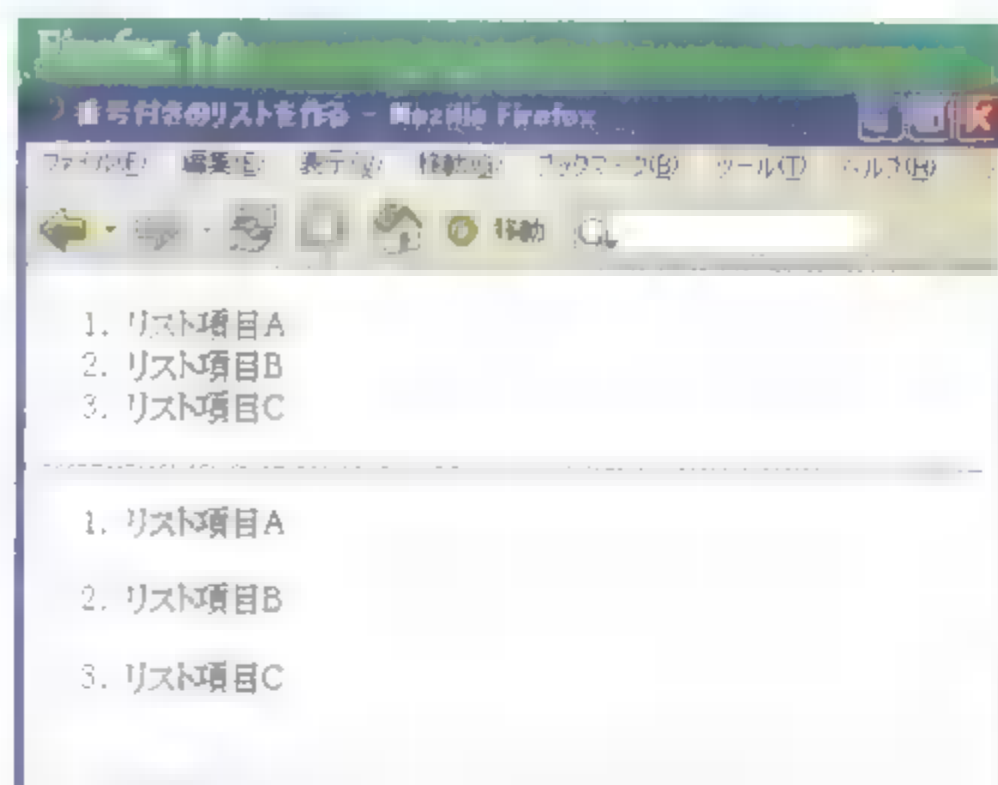 Firefox 1.0
番号付きのリストを作る - Mozilla Firefox
ファイル(F) 編集(E) 表示(V) 移動(G) ブックマーク(B) ツール(T) ヘルプ(H)
移動
1. リスト項目A
2. リスト項目B
3. リスト項目C
1. リスト項目A
2. リスト項目B
3. リスト項目C